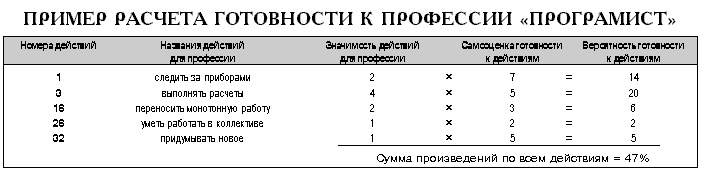 ПРИМЕР РАСЧЕТА ГОТОВНОСТИ К ПРОФЕССИИ «ПРОГРАМИСТ»
Номера действий Названия действий для профессии Значимость действий для профессии Самооценка готовности к действиям Вероятность готовности к действиям
1 следить за приборами 2 × 7 = 14
3 выполнять расчеты 4 × 5 = 20
16 переносить монотонную работу 2 × 3 = 6
26 уметь работать в коллективе 1 × 2 = 2
32 придумывать новое 1 × 5 = 5
Сумма произведений по всем действиям = 47%